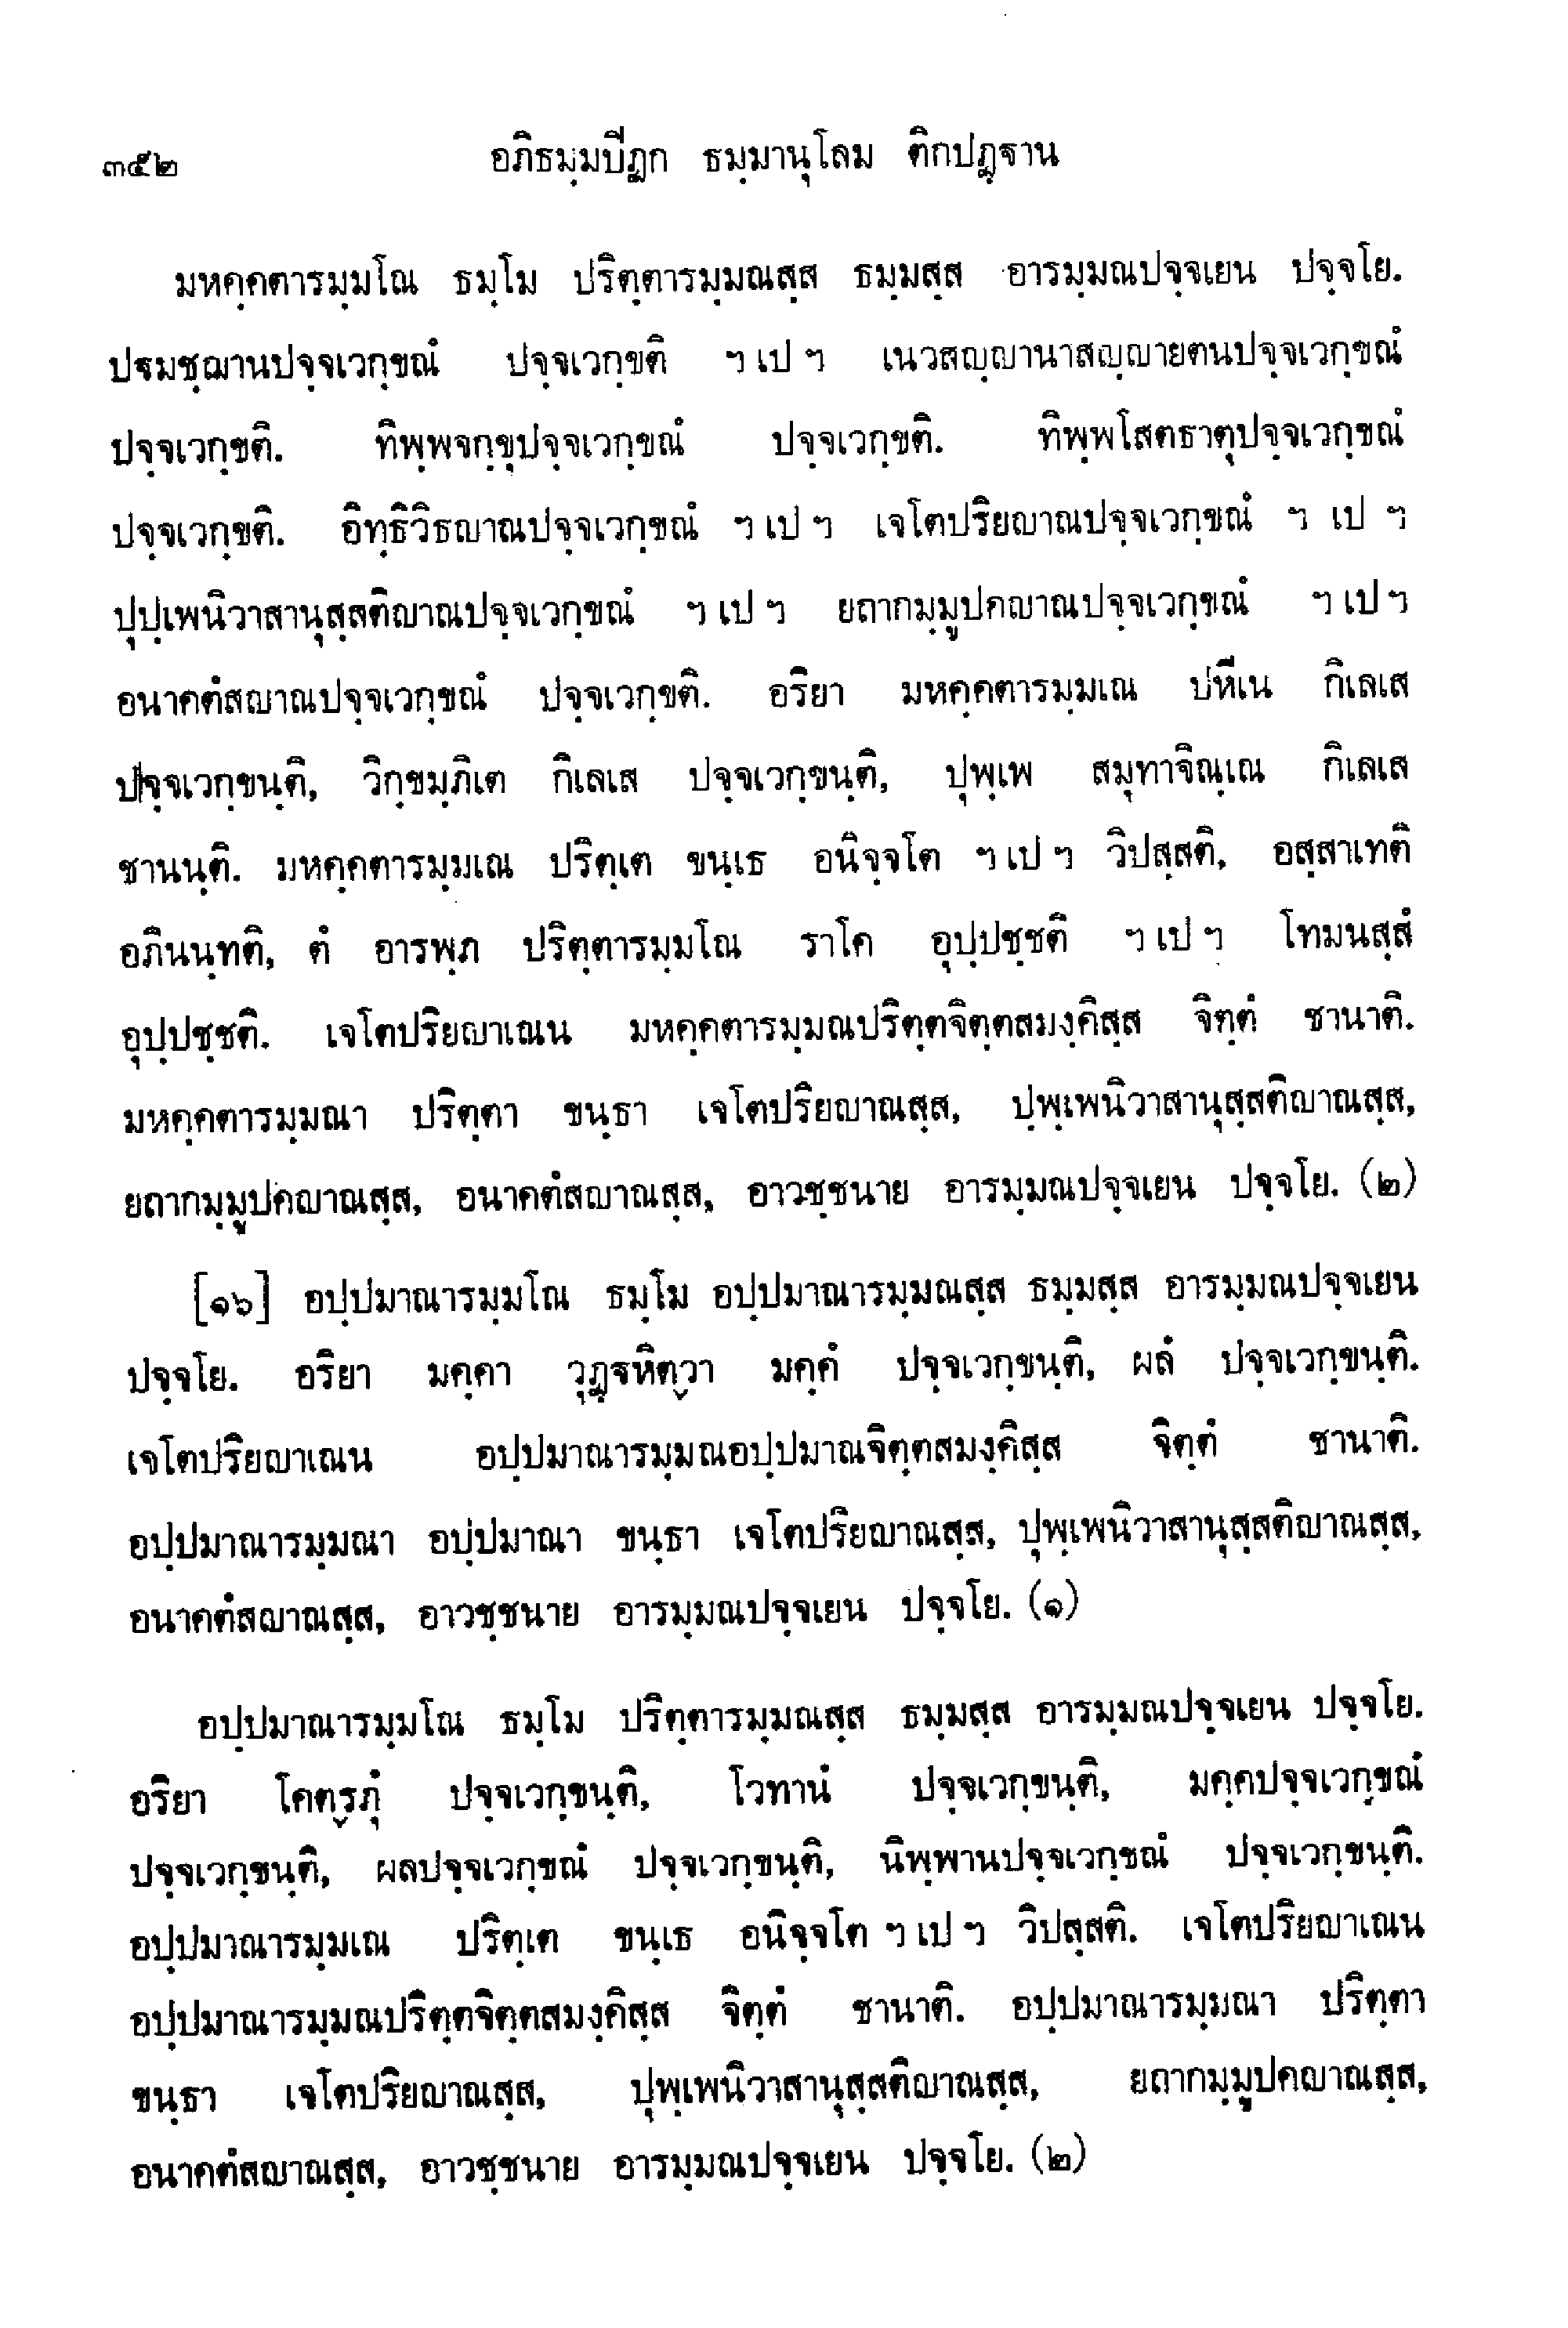 ๓๕๒ อภิธมฺมปีฏก ธมฺมานุโลม ติกปฏฺฐาน
มหคฺคตารมฺมโณ ธมฺโม ปริตฺตารมฺมณสฺส ธมฺมสฺส อารมฺมณปจฺจเยน ปจฺจโย.
ปฐมชฺฌานปจฺจเวกฺขณํ ปจฺจเวกฺขติ ฯ เป ฯ เนวสญฺญานาสญฺญายตนปจฺจเวกฺขณํ
ปจฺจเวกฺขติ. ทิพฺพจกฺขุปจฺจเวกฺขณํ ปจฺจเวกฺขติ. ทิพฺพโสตธาตุปจฺจเวกฺขณํ
ปจฺจเวกฺขติ. อิทฺธิวิธญาณปจฺจเวกฺขณํ ฯ เป ฯ เจโตปริยญาณปจฺจเวกฺขณํ ฯ เป ฯ
ปุปฺเพนิวาสานุสฺสติญาณปจฺจเวกฺขณํ ฯ เป ฯ ยถากมฺมูปคญาณปจฺจเวกฺขณํ ฯ เป ฯ
อนาคตํสญาณปจฺจเวกฺขณํ ปจฺจเวกฺขติ. อริยา มหคฺคตารมฺมเณ ปหีเน กิเลเส
ปจฺจเวกฺขนฺติ, วิกฺขมฺภิเต กิเลเส ปจฺจเวกฺขนฺติ, ปุพฺเพ สมุทาจิณฺเณ กิเลเส
ชานนฺติ. มหคฺคตารมฺมเณ ปริตฺเต ขนฺเธ อนิจฺจโต ฯ เป ฯ วิปสฺสติ, อสฺสาเทติ
อภินนฺทติ, ตํ อารพฺภ ปริตฺตารมฺมโณ ราโค อุปฺปชฺชติ ฯ เป ฯ โทมนสฺสํ
อุปฺปชฺชติ. เจโตปริยญาเณน มหคฺคตารมฺมณปริตฺตจิตฺตสมงฺคิสฺส จิตฺตํ ชานาติ.
มหคฺคตารมฺมณา ปริตฺตา ขนฺธา เจโตปริยญาณสฺส, ปุพฺเพนิวาสานุสฺสติญาณสฺส,
ยถากมฺมูปคญาณสฺส, อนาคตํสญาณสฺส, อาวชฺชนาย อารมฺมณปจฺจเยน ปจฺจโย. (๒)
[๑๖] อปฺปมาณารมฺมโณ ธมฺโม อปฺปมาณารมฺมณสฺส ธมฺมสฺส อารมฺมณปจฺจเยน
ปจฺจโย. อริยา มคฺคา วุฏฺฐหิตฺวา มคฺคํ ปจฺจเวกฺขนฺติ, ผลํ ปจฺจเวกฺขนฺติ.
เจโตปริยญาเณน อปฺปมาณารมฺมณอปฺปมาณจิตฺตสมงฺคิสฺส จิตฺตํ ชานาติ.
อปฺปมาณารมฺมณา อปฺปมาณา ขนฺธา เจโตปริยญาณสฺส, ปุพฺเพนิวาสานุสฺสติญาณสฺส,
อนาคตํสญาณสฺส, อาวชฺชนาย อารมฺมณปจฺจเยน ปจฺจโย. (๑)
อปฺปมาณารมฺมโณ ธมฺโม ปริตฺตารมฺมณสฺส ธมฺมสฺส อารมฺมณปจฺจเยน ปจฺจโย.
อริยา โคตฺรภุํ ปจฺจเวกฺขนฺติ, โวทานํ ปจฺจเวกฺขนฺติ, มคฺคปจฺจเวกฺขณํ
ปจฺจเวกฺขนฺติ, ผลปจฺจเวกฺขณํ ปจฺจเวกฺขนฺติ, นิพฺพานปจฺจเวกฺขณํ ปจฺจเวกฺขนฺติ.
อปฺปมาณารมฺมเณ ปริตฺเต ขนฺเธ อนิจฺจโต ฯ เป ฯ วิปสฺสติ. เจโตปริยญาเณน
อปฺปมาณารมฺมณปริตฺตจิตฺตสมงฺคิสฺส จิตฺตํ ชานาติ. อปฺปมาณารมฺมณา ปริตฺตา
ขนฺธา เจโตปริยญาณสฺส, ปุพฺเพนิวาสานุสฺสติญาณสฺส, ยถากมฺมูปคญาณสฺส,
อนาคตํสญาณสฺส, อาวชฺชนาย อารมฺมณปจฺจเยน ปจฺจโย. (๒)